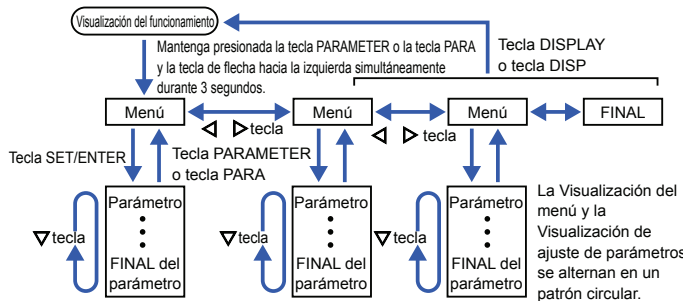 Visualización del funcionamiento
Mantenga presionada la tecla PARAMETER o la tecla PARA
y la tecla de flecha hacia la izquierda simultáneamente
durante 3 segundos.
Tecla DISPLAY
o tecla DISP
Menú
Menú
Menú
FINAL
tecla
tecla
Tecla SET/ENTER
Tecla PARAMETER
o tecla PARA
tecla
Parámetro
FINAL del
parámetro
tecla
Parámetro
FINAL del
parámetro
tecla
Parámetro
FINAL del
parámetro
La Visualización del
menú y la
Visualización de
ajuste de parámetros
se alternan en un
patrón circular.